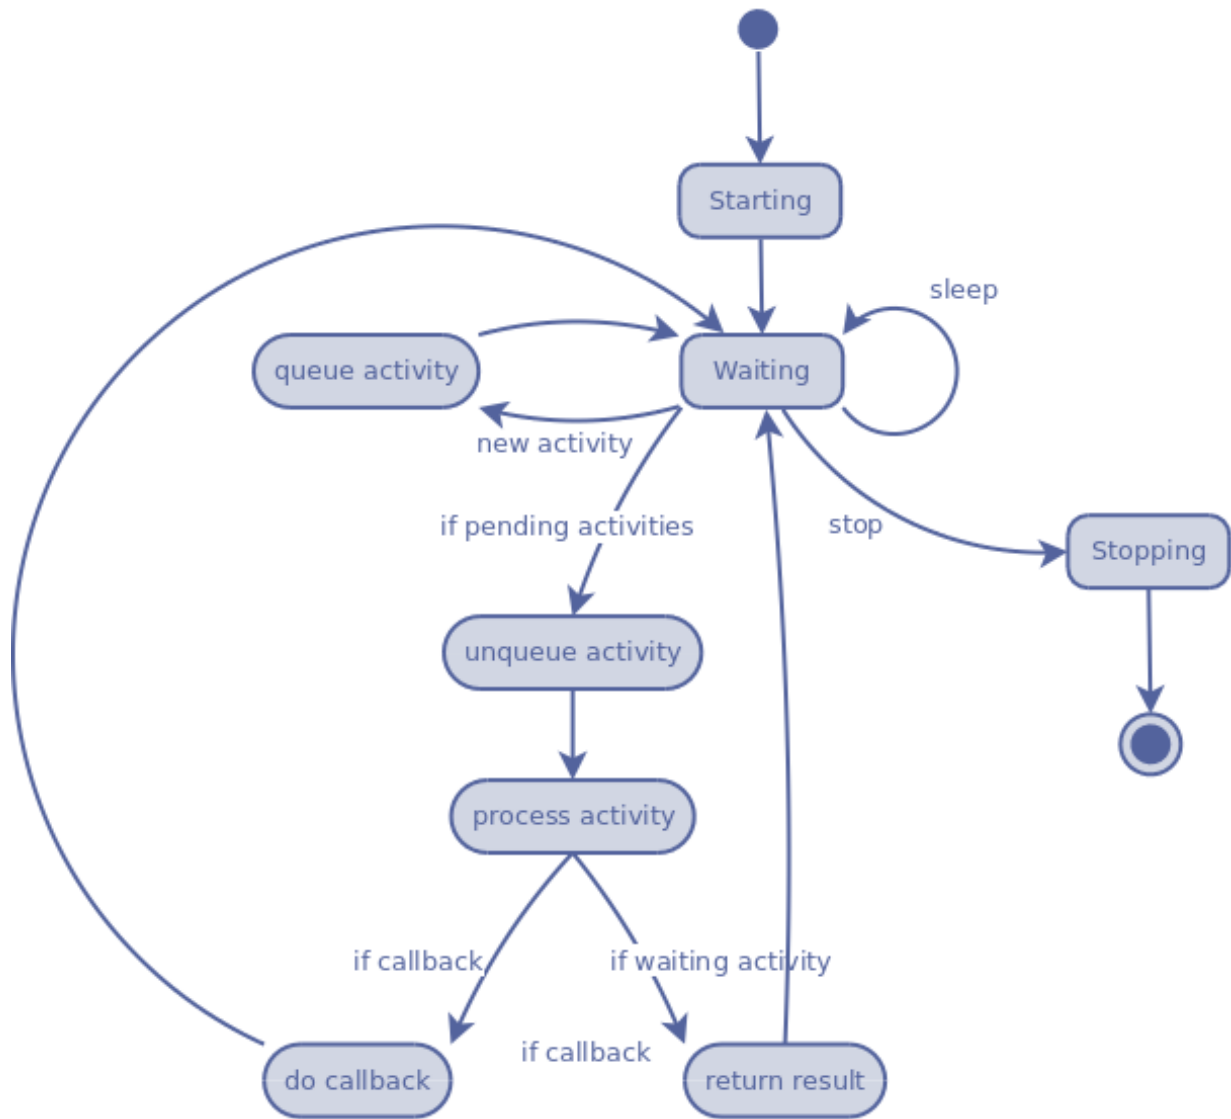 Starting
sleep
queue activity
Waiting
new activity
if pending activities
stop
Stopping
unqueue activity
process activity
if callback
if waiting activity
if callback
do callback
return result